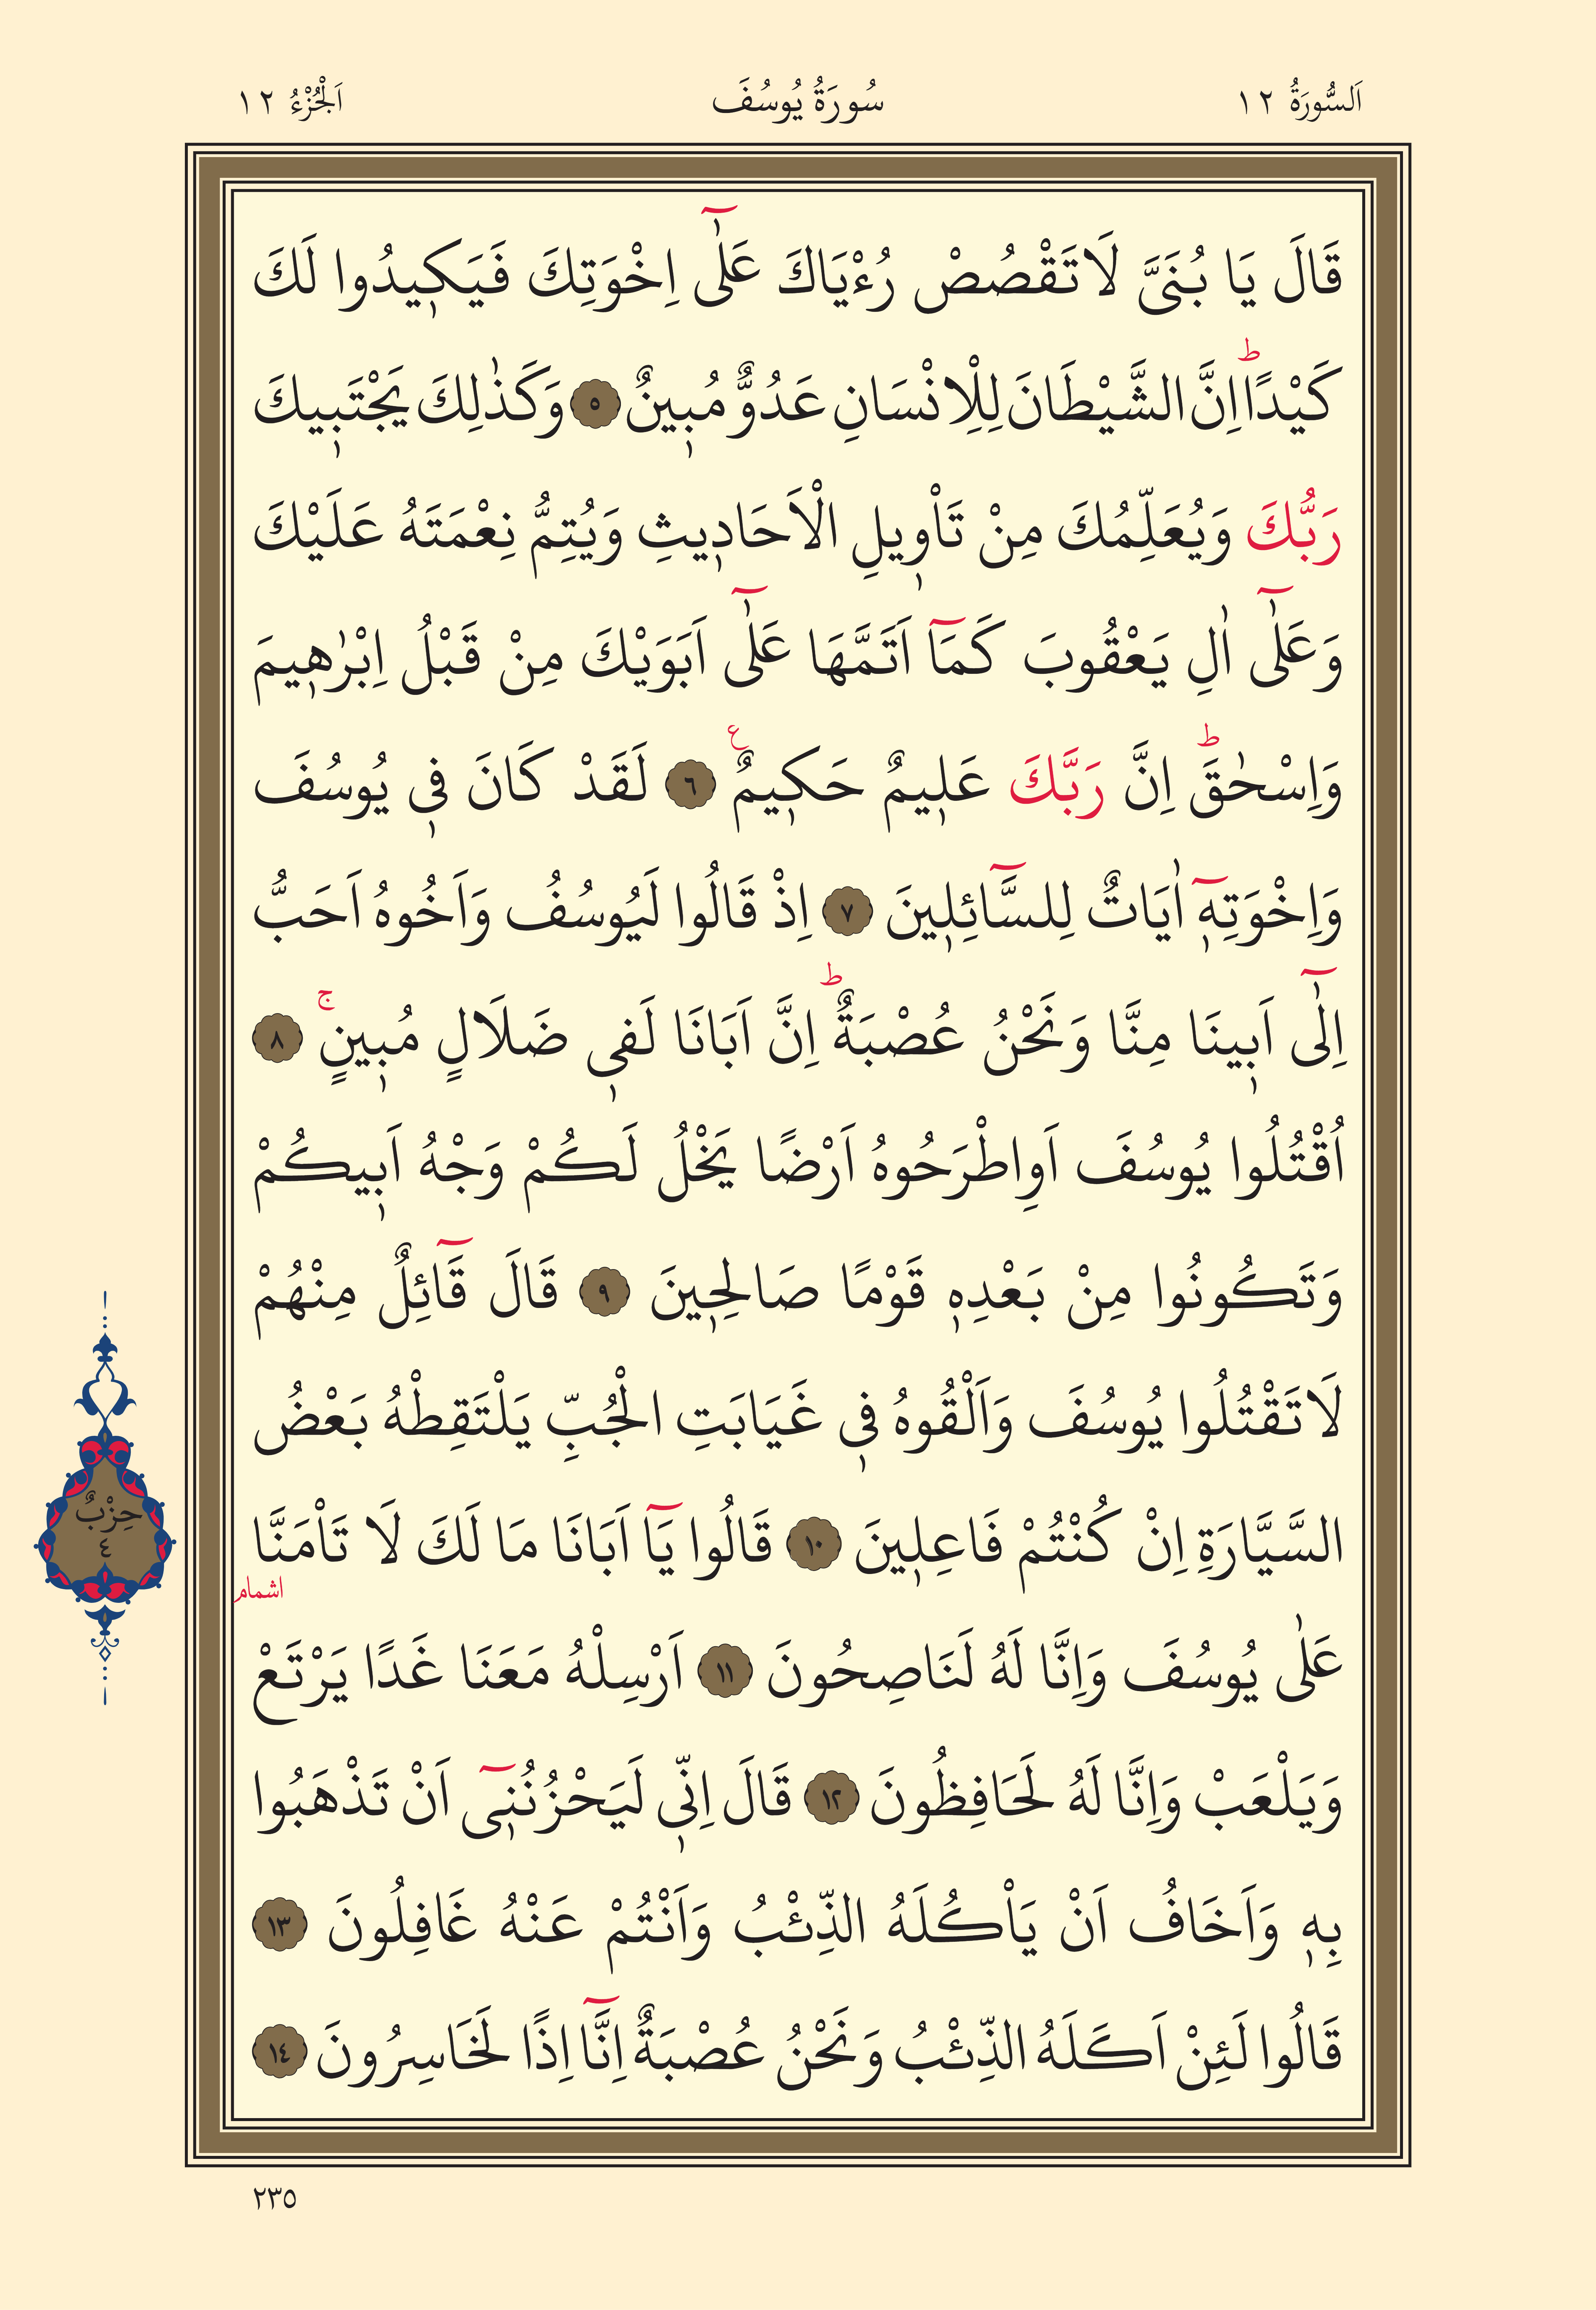 اَلسُّورَةُ ١٢ سُورَةُ يُوسُفَ اَلْجُزْءُ ١٢
قَالَ يَا بُنَيَّ لَا تَقْصُصْ رُءْيَاكَ عَلٰٓى اِخْوَتِكَ فَيَك۪يدُوا لَكَ
كَيْدًاۜ اِنَّ الشَّيْطَانَ لِلْاِنْسَانِ عَدُوٌّ مُب۪ينٌ ٥ وَكَذٰلِكَ يَجْتَب۪يكَ
رَبُّكَ وَيُعَلِّمُكَ مِنْ تَأْو۪يلِ الْاَحَاد۪يثِ وَيُتِمُّ نِعْمَتَهُ عَلَيْكَ
وَعَلٰٓى اٰلِ يَعْقُوبَ كَمَٓا اَتَمَّهَا عَلٰٓى اَبَوَيْكَ مِنْ قَبْلُ اِبْرٰه۪يمَ
وَاِسْحٰقَۜ اِنَّ رَبَّكَ عَل۪يمٌ حَك۪يمٌ ع ٦ لَقَدْ كَانَ ف۪ي يُوسُفَ
وَاِخْوَتِه۪ٓ اٰيَاتٌ لِلسَّٓائِل۪ينَ ٧ اِذْ قَالُوا لَيُوسُفُ وَاَخُوهُ اَحَبُّ
اِلٰٓى اَب۪ينَا مِنَّا وَنَحْنُ عُصْبَةٌۜ اِنَّ اَبَانَا لَف۪ي ضَلَالٍ مُب۪ينٍۚ ٨
اُقْتُلُوا يُوسُفَ اَوِ اطْرَحُوهُ اَرْضًا يَخْلُ لَكُمْ وَجْهُ اَب۪يكُمْ
وَتَكُونُوا مِنْ بَعْدِه۪ قَوْمًا صَالِح۪ينَ ٩ قَالَ قَٓائِلٌ مِنْهُمْ
لَا تَقْتُلُوا يُوسُفَ وَاَلْقُوهُ ف۪ي غَيَابَتِ الْجُبِّ يَلْتَقِطْهُ بَعْضُ
السَّيَّارَةِ اِنْ كُنْتُمْ فَاعِل۪ينَ ١٠ قَالُوا يَٓا اَبَانَا مَا لَكَ لَا تَأْمَنَّا
اشمام
عَلٰى يُوسُفَ وَاِنَّا لَهُ لَنَاصِحُونَ ١١ اَرْسِلْهُ مَعَنَا غَدًا يَرْتَعْ
وَيَلْعَبْ وَاِنَّا لَهُ لَحَافِظُونَ ١٢ قَالَ اِنّ۪ي لَيَحْزُنُن۪ٓي اَنْ تَذْهَبُوا
بِه۪ وَاَخَافُ اَنْ يَأْكُلَهُ الذِّئْبُ وَاَنْتُمْ عَنْهُ غَافِلُونَ ١٣
قَالُوا لَئِنْ اَكَلَهُ الذِّئْبُ وَنَحْنُ عُصْبَةٌ اِنَّٓا اِذًا لَخَاسِرُونَ ١٤
حِزْبٌ
٤
٢٣٥